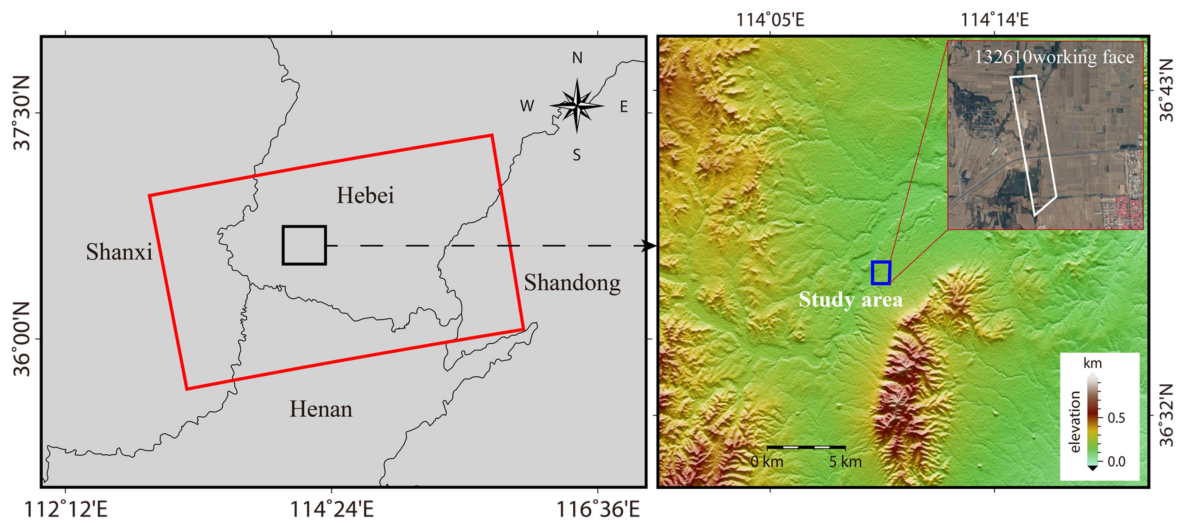 37°30'N
36°00'N
112°12'E
114°24'E
116°36'E
N
W
E
S
Hebei
Shanxi
Shandong
Henan
114°05'E
114°14'E
36°43'N
36°32'N
132610working face
Study area
0 km
5 km
km
elevation
0.5
0.0